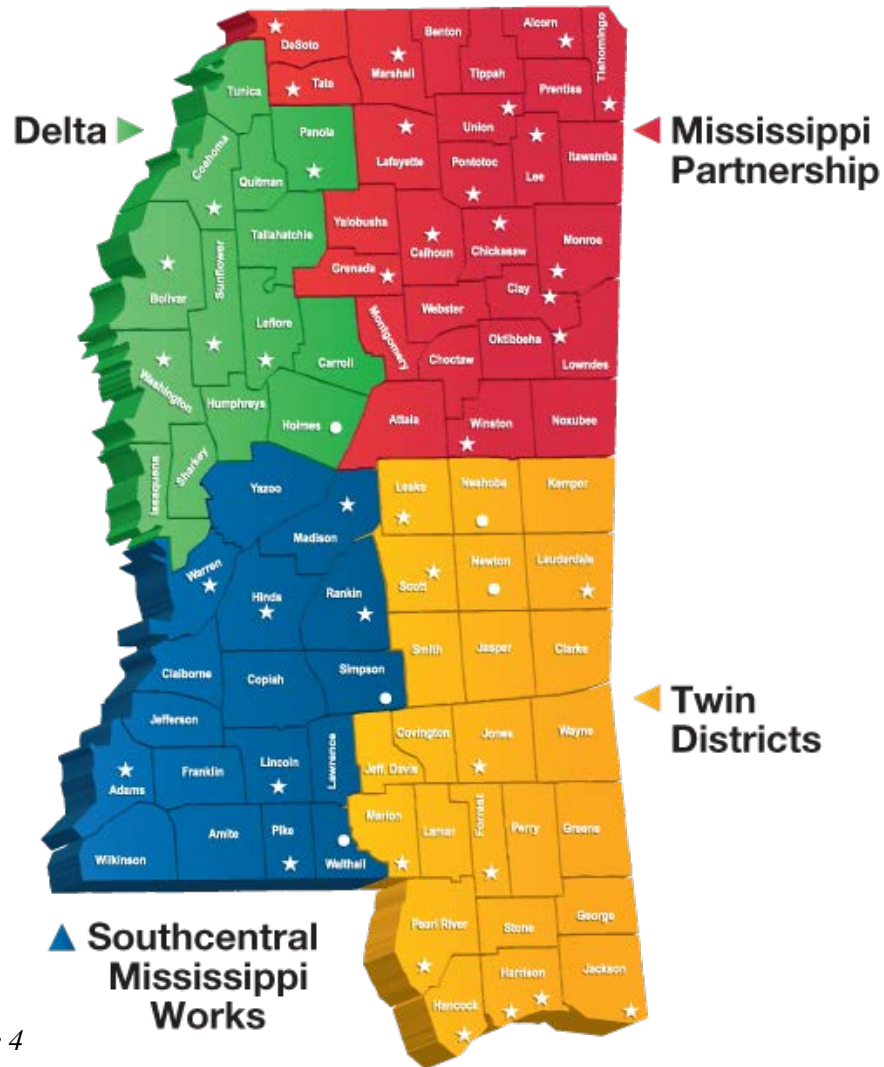 DeSoto
Benton
Alcorn
Tishomingo
Tate
Marshall
Tippah
Prentiss
Tunica
Delta
Panola
Union
Mississippi
Partnership
Coahoma
Quitman
Lafayette
Pontotoc
Lee
Itawamba
Tallahatchie
Yalobusha
Calhoun
Chickasaw
Monroe
Bolivar
Sunflower
Grenada
Clay
Leflore
Montgomery
Webster
Oktibbeha
Washington
Carroll
Choctaw
Lowndes
Humphreys
Holmes
Attala
Winston
Noxubee
Issaquena
Sharkey
Yazoo
Madison
Leake
Neshoba
Kemper
Warren
Hinds
Rankin
Scott
Newton
Lauderdale
Claiborne
Copiah
Simpson
Smith
Jasper
Clarke
Twin
Districts
Jefferson
Lawrence
Covington
Jones
Wayne
Adams
Franklin
Lincoln
Jeff. Davis
Wilkinson
Amite
Pike
Walthall
Marion
Lamar
Forrest
Perry
Greene
Southcentral
Mississippi
Works
Pearl River
Stone
George
Hancock
Harrison
Jackson
4